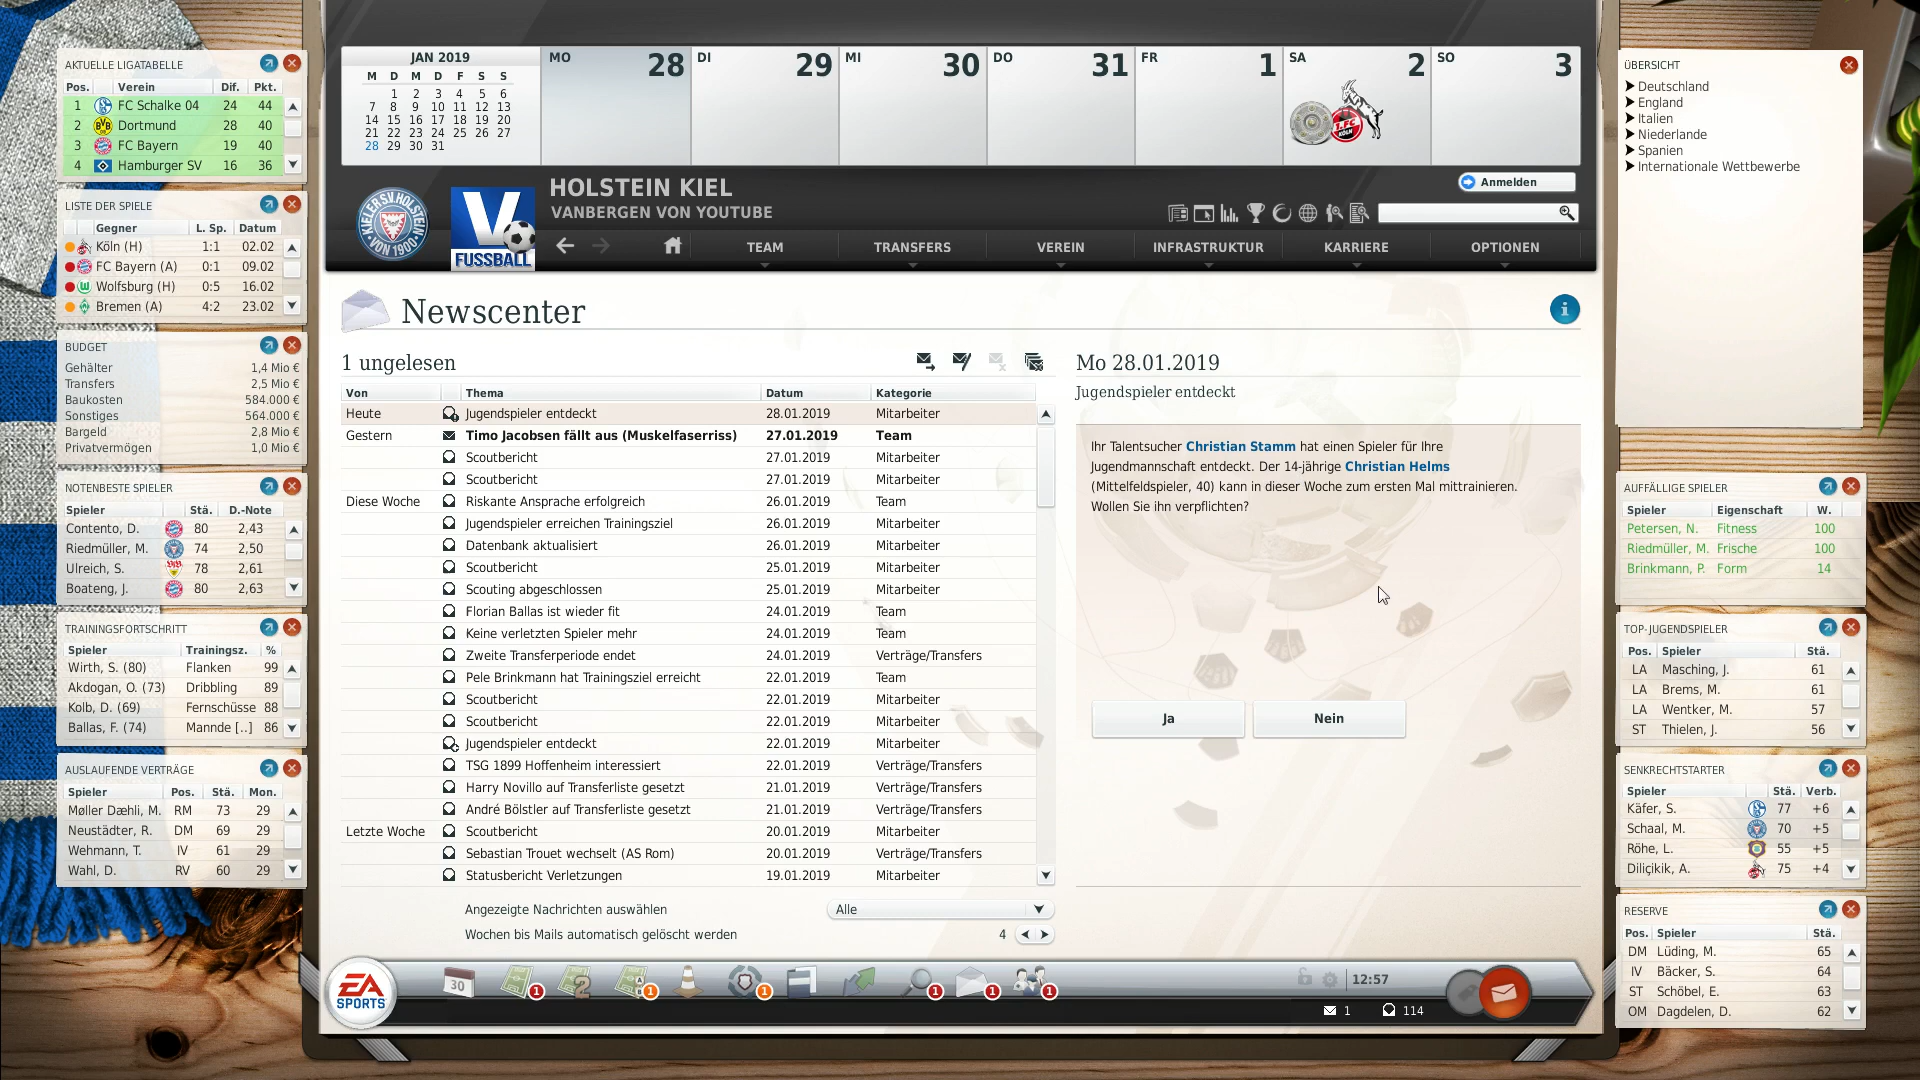 AKTUELLE LIGATABELLE
Pos. Verein Dif. Pkt.
1 FC Schalke 04 24 44
2 Dortmund 28 40
3 FC Bayern 19 40
4 Hamburger SV 16 36
LISTE DER SPIELE
Gegner L. Sp. Datum
Köln (H) 1:1 02.02
FC Bayern (A) 0:1 09.02
Wolfsburg (H) 0:5 16.02
Bremen (A) 4:2 23.02
BUDGET
Gehälter 1,4 Mio €
Transfers 2,5 Mio €
Baukosten 584.000 €
Sonstiges 564.000 €
Bargeld 2,8 Mio €
Privatvermögen 1,0 Mio €
NOTENBESTE SPIELER
Spieler Stä. D.-Note
Contento, D. 80 2,43
Riedmüller, M. 74 2,50
Ulreich, S. 78 2,61
Boateng, J. 80 2,63
TRAININGSFORTSCHRITT
Spieler Trainingsz. %
Wirth, S. (80) Flanken 99
Akdogan, O. (73) Dribbling 89
Kolb, D. (69) Fernschüsse 88
Ballas, F. (74) Mannde [..] 86
AUSLAUFENDE VERTRÄGE
Spieler Pos. Stä. Mon.
Møller Dæhli, M. RM 73 29
Neustädter, R. DM 69 29
Wehmann, T. IV 61 29
Wahl, D. RV 60 29
JAN 2019
M D M D F S S
1 2 3 4 5 6
7 8 9 10 11 12 13
14 15 16 17 18 19 20
21 22 23 24 25 26 27
28 29 30 31
MO 28 DI 29 MI 30 DO 31 FR 1 SA 2 SO 3
1.FC KÖLN
KIELER S.V. HOLSTEIN VON 1900
V FUSSBALL
HOLSTEIN KIEL
VANBERGEN VON YOUTUBE
Anmelden
TEAM TRANSFERS VEREIN INFRASTRUKTUR KARRIERE OPTIONEN
Newscenter
1 ungelesen
Von Thema Datum Kategorie
Heute Jugendspieler entdeckt 28.01.2019 Mitarbeiter
Gestern Timo Jacobsen fällt aus (Muskelfaserriss) 27.01.2019 Team
Scoutbericht 27.01.2019 Mitarbeiter
Scoutbericht 27.01.2019 Mitarbeiter
Diese Woche Riskante Ansprache erfolgreich 26.01.2019 Team
Jugendspieler erreichen Trainingsziel 26.01.2019 Mitarbeiter
Datenbank aktualisiert 26.01.2019 Mitarbeiter
Scoutbericht 25.01.2019 Mitarbeiter
Scouting abgeschlossen 25.01.2019 Mitarbeiter
Florian Ballas ist wieder fit 24.01.2019 Team
Keine verletzten Spieler mehr 24.01.2019 Team
Zweite Transferperiode endet 24.01.2019 Verträge/Transfers
Pele Brinkmann hat Trainingsziel erreicht 22.01.2019 Team
Scoutbericht 22.01.2019 Mitarbeiter
Scoutbericht 22.01.2019 Mitarbeiter
Jugendspieler entdeckt 22.01.2019 Mitarbeiter
TSG 1899 Hoffenheim interessiert 22.01.2019 Verträge/Transfers
Harry Novillo auf Transferliste gesetzt 21.01.2019 Verträge/Transfers
André Bölstler auf Transferliste gesetzt 21.01.2019 Verträge/Transfers
Letzte Woche Scoutbericht 20.01.2019 Mitarbeiter
Sebastian Trouet wechselt (AS Rom) 20.01.2019 Verträge/Transfers
Statusbericht Verletzungen 19.01.2019 Mitarbeiter
Angezeigte Nachrichten auswählen Alle
Wochen bis Mails automatisch gelöscht werden 4
Mo 28.01.2019
Jugendspieler entdeckt
Ihr Talentsucher Christian Stamm hat einen Spieler für Ihre
Jugendmannschaft entdeckt. Der 14-jährige Christian Helms
(Mittelfeldspieler, 40) kann in dieser Woche zum ersten Mal mittrainieren.
Wollen Sie ihn verpflichten?
Ja Nein
EA SPORTS
30 1 2 1 1 1 1 1
12:57
1 114
ÜBERSICHT
Deutschland
England
Italien
Niederlande
Spanien
Internationale Wettbewerbe
AUFFÄLLIGE SPIELER
Spieler Eigenschaft W.
Petersen, N. Fitness 100
Riedmüller, M. Frische 100
Brinkmann, P. Form 14
TOP-JUGENDSPIELER
Pos. Spieler Stä.
LA Masching, J. 61
LA Brems, M. 61
LA Wentker, M. 57
ST Thielen, J. 56
SENKRECHTSTARTER
Spieler Stä. Verb.
Käfer, S. 77 +6
Schaal, M. 70 +5
Röhe, L. 55 +5
Diliçikik, A. 75 +4
RESERVE
Pos. Spieler Stä.
DM Lüding, M. 65
IV Bäcker, S. 64
ST Schöbel, E. 63
OM Dagdelen, D. 62